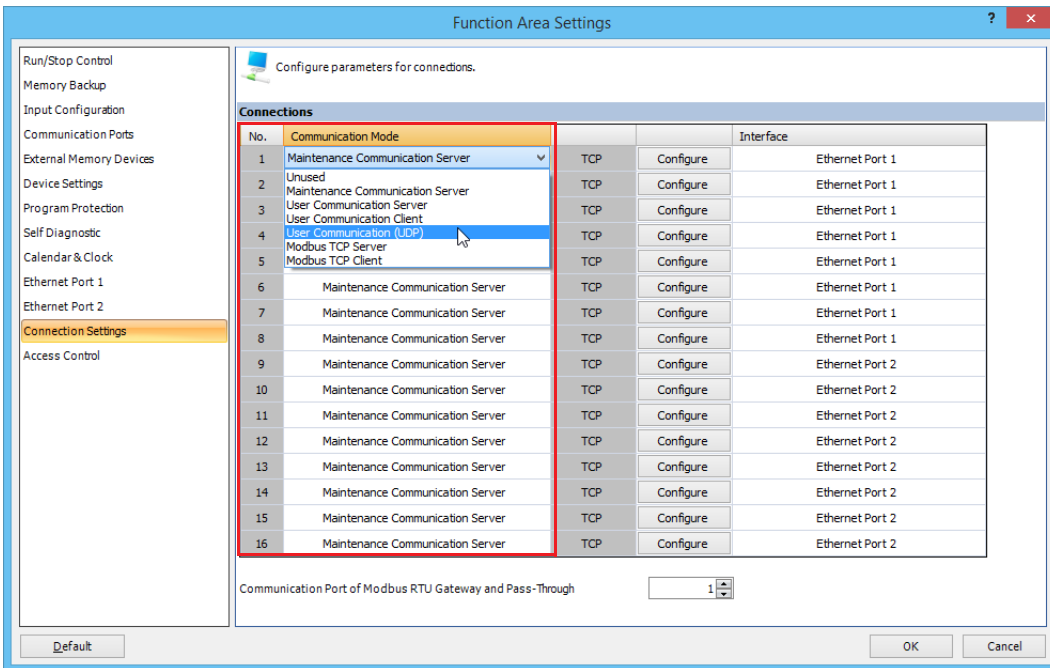 Function Area Settings
?
Run/Stop Control
Memory Backup
Input Configuration
Communication Ports
External Memory Devices
Device Settings
Program Protection
Self Diagnostic
Calendar & Clock
Ethernet Port 1
Ethernet Port 2
Connection Settings
Access Control
Configure parameters for connections.
Connections
No. Communication Mode Interface
1 Maintenance Communication Server TCP Configure Ethernet Port 1
Unused
Maintenance Communication Server
User Communication Server
User Communication Client
User Communication (UDP)
Modbus TCP Server
Modbus TCP Client
2 TCP Configure Ethernet Port 1
3 TCP Configure Ethernet Port 1
4 TCP Configure Ethernet Port 1
5 TCP Configure Ethernet Port 1
6 Maintenance Communication Server TCP Configure Ethernet Port 1
7 Maintenance Communication Server TCP Configure Ethernet Port 1
8 Maintenance Communication Server TCP Configure Ethernet Port 1
9 Maintenance Communication Server TCP Configure Ethernet Port 2
10 Maintenance Communication Server TCP Configure Ethernet Port 2
11 Maintenance Communication Server TCP Configure Ethernet Port 2
12 Maintenance Communication Server TCP Configure Ethernet Port 2
13 Maintenance Communication Server TCP Configure Ethernet Port 2
14 Maintenance Communication Server TCP Configure Ethernet Port 2
15 Maintenance Communication Server TCP Configure Ethernet Port 2
16 Maintenance Communication Server TCP Configure Ethernet Port 2
Communication Port of Modbus RTU Gateway and Pass-Through 1
Default OK Cancel